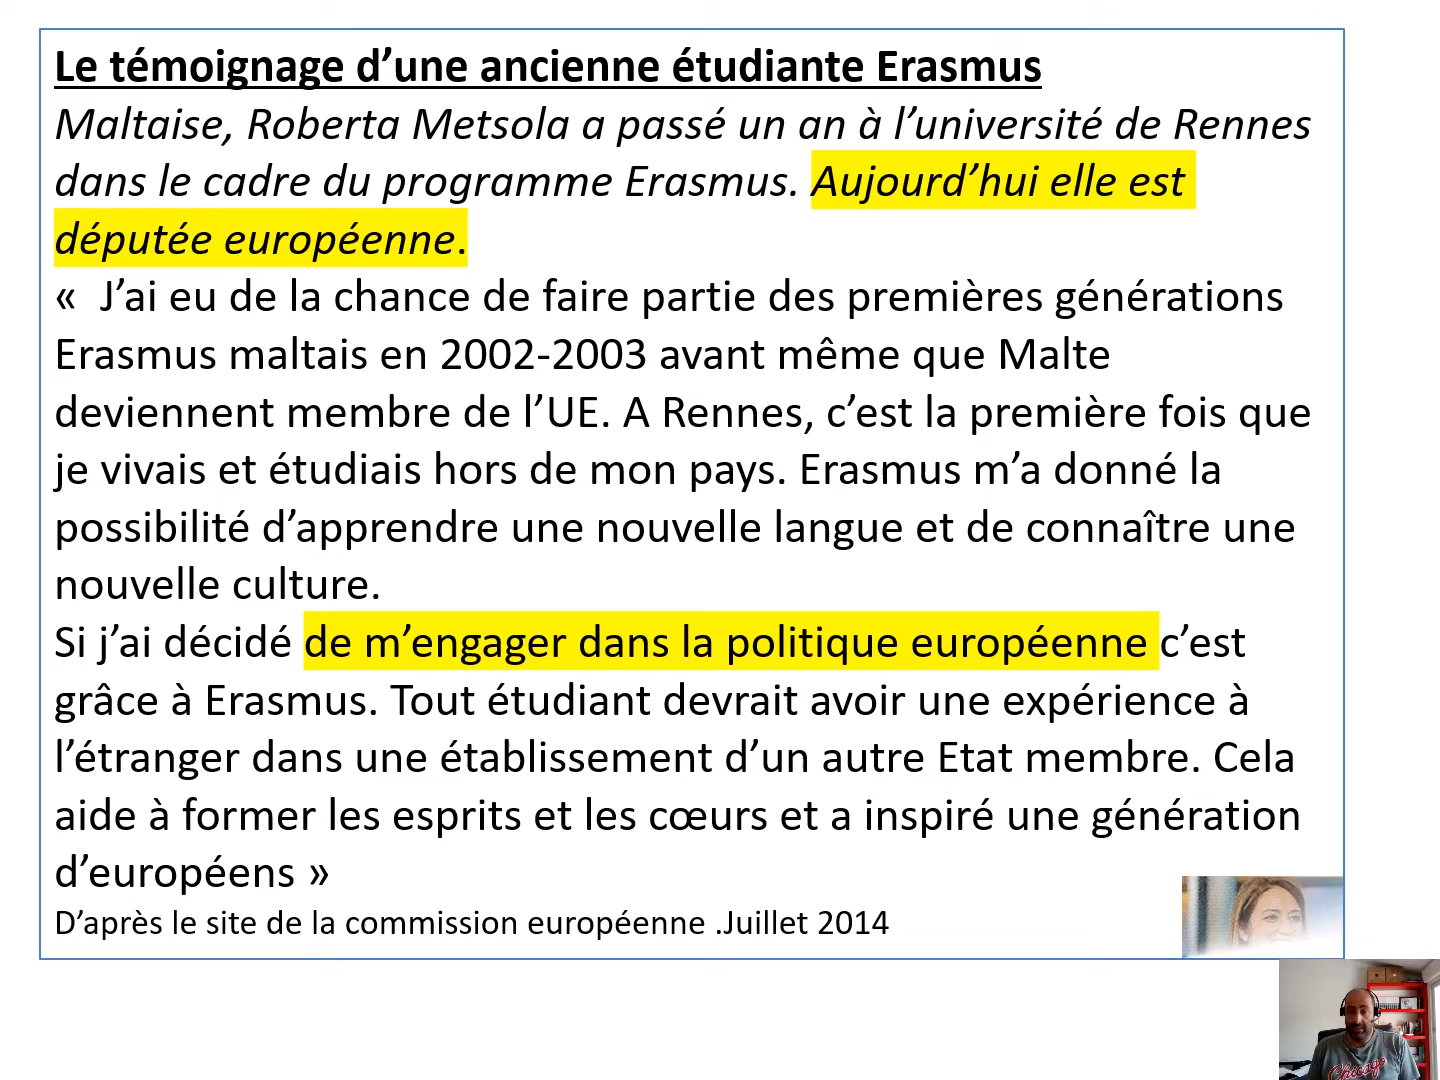 Le témoignage d’une ancienne étudiante Erasmus
Maltaise, Roberta Metsola a passé un an à l’université de Rennes
dans le cadre du programme Erasmus. Aujourd’hui elle est
députée européenne.
«  J’ai eu de la chance de faire partie des premières générations
Erasmus maltais en 2002-2003 avant même que Malte
deviennent membre de l’UE. A Rennes, c’est la première fois que
je vivais et étudiais hors de mon pays. Erasmus m’a donné la
possibilité d’apprendre une nouvelle langue et de connaître une
nouvelle culture.
Si j’ai décidé de m’engager dans la politique européenne c’est
grâce à Erasmus. Tout étudiant devrait avoir une expérience à
l’étranger dans une établissement d’un autre Etat membre. Cela
aide à former les esprits et les cœurs et a inspiré une génération
d’européens »
D’après le site de la commission européenne .Juillet 2014
Chicago